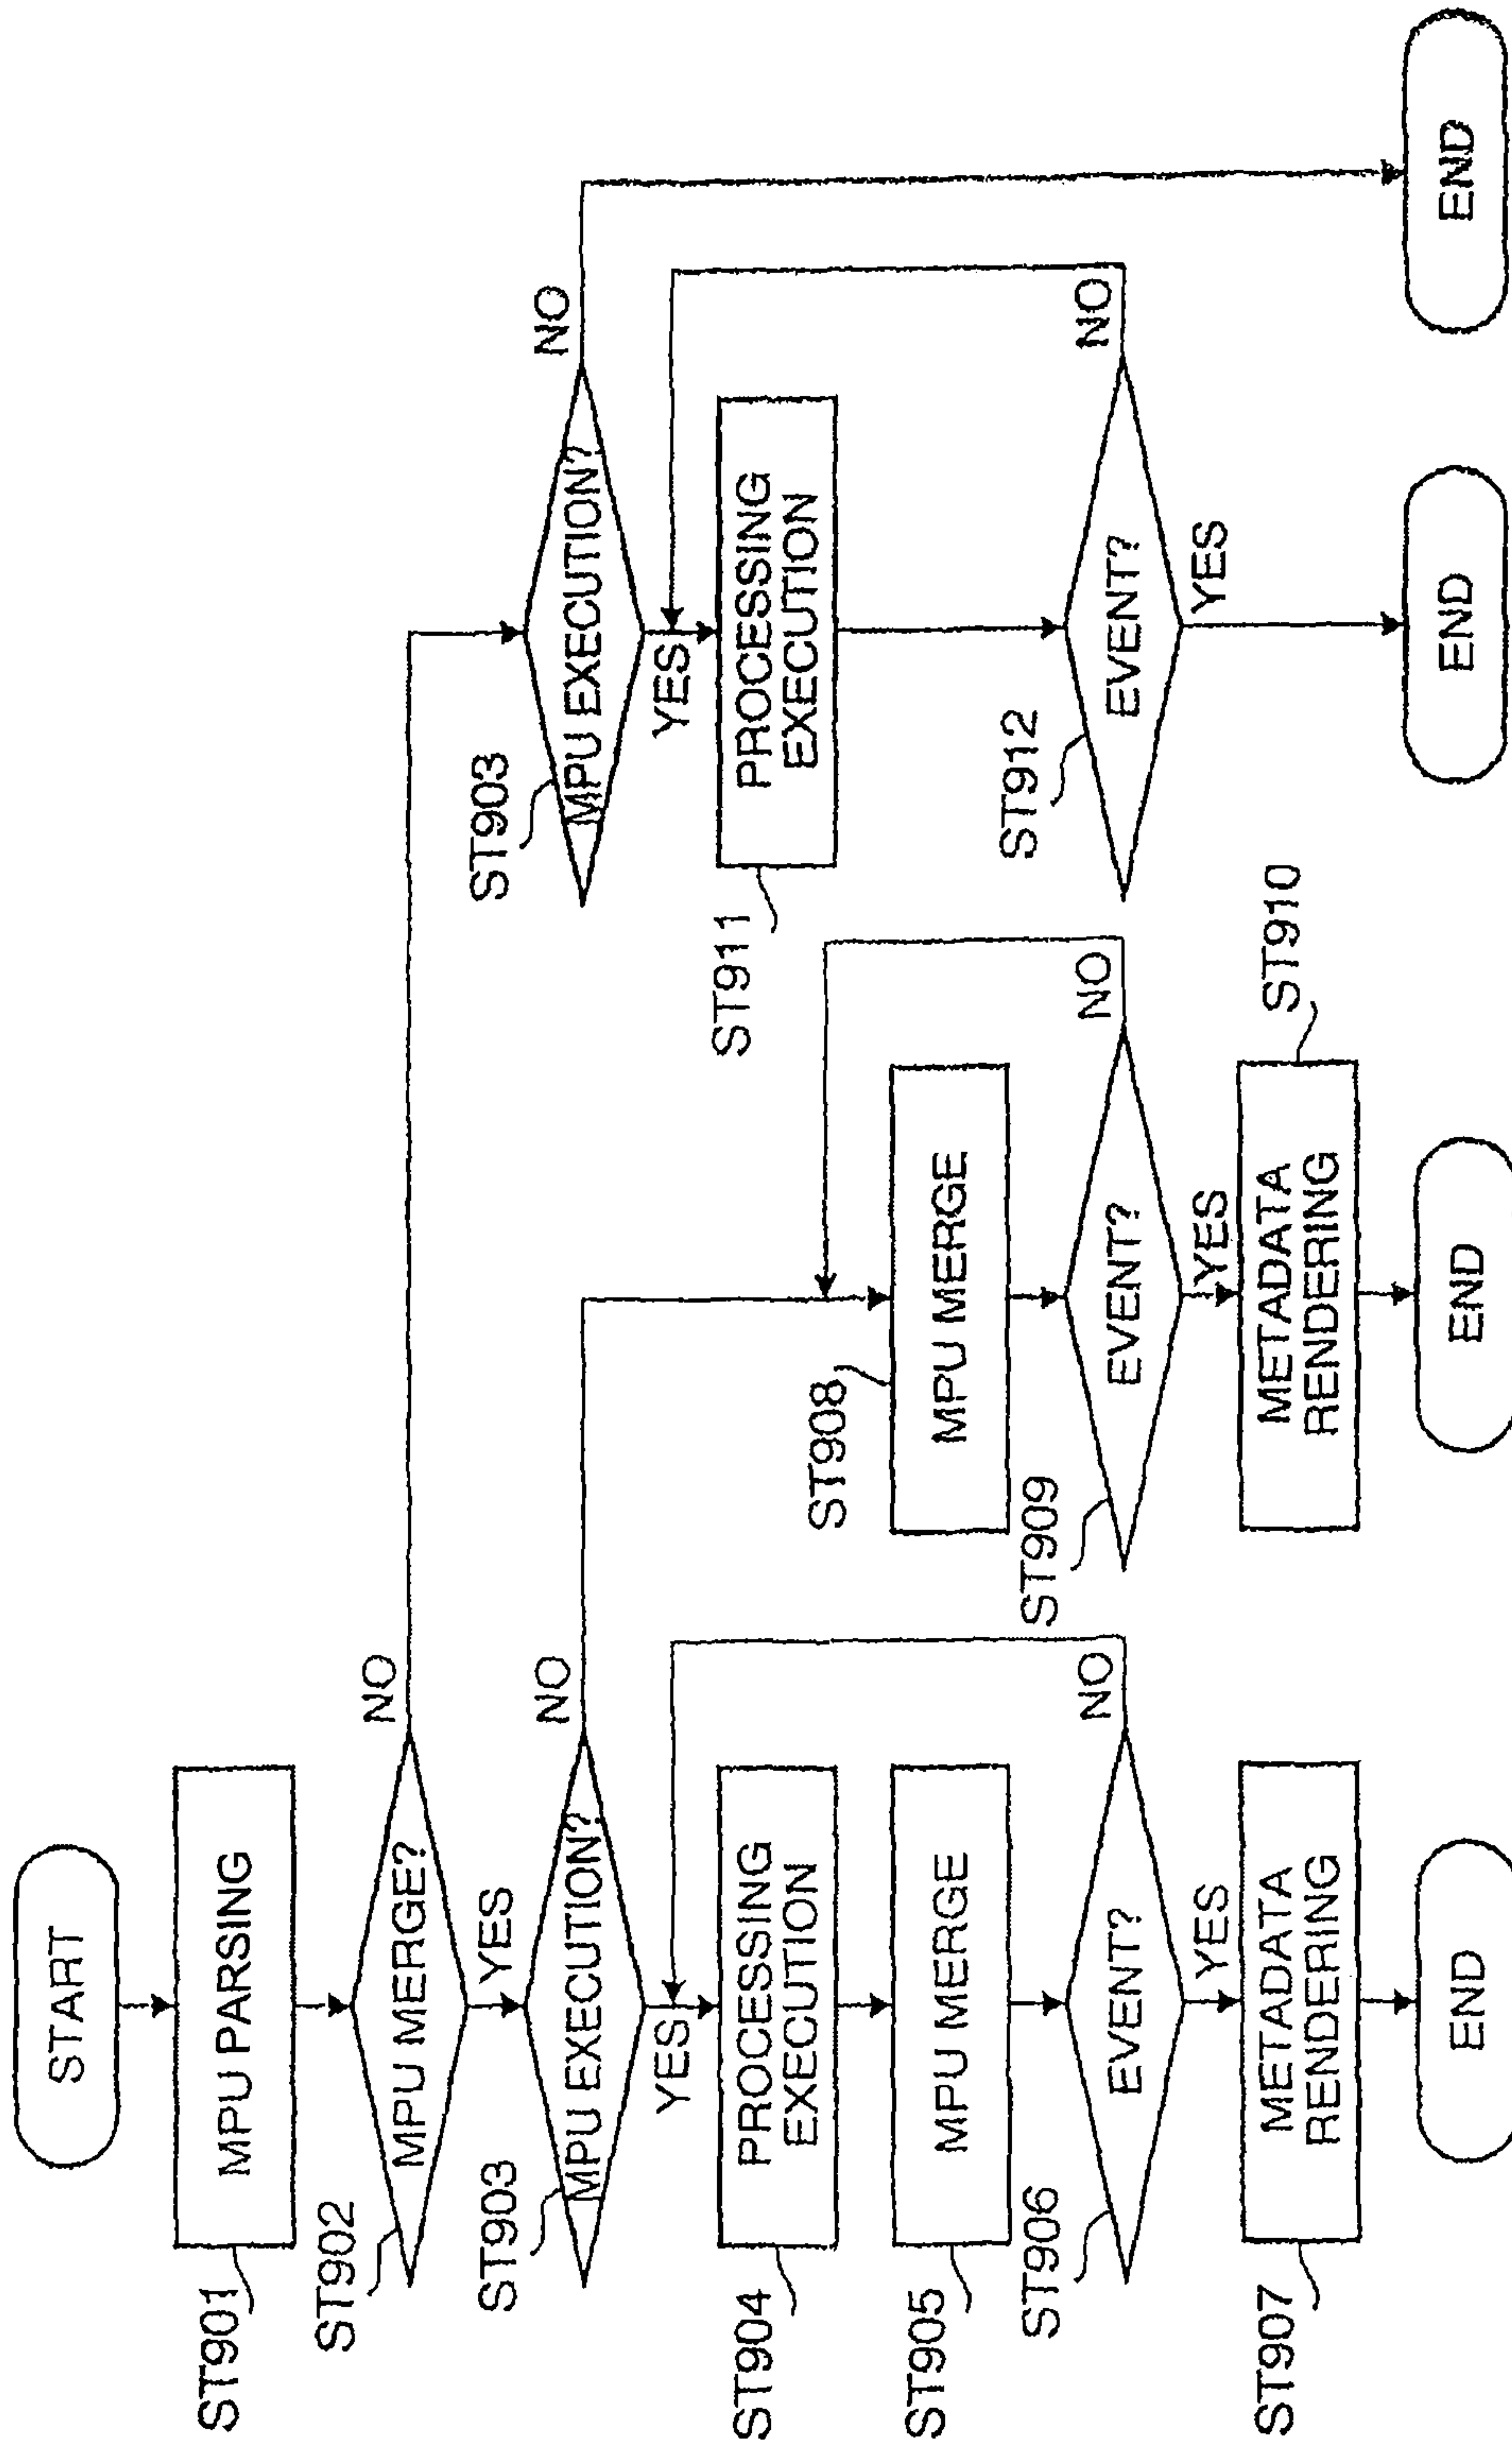 START
ST901
MPU PARSING
ST902
MPU MERGE?
NO
YES
ST903
MPU EXECUTION?
NO
YES
ST904
PROCESSING
EXECUTION
ST905
MPU MERGE
ST906
EVENT?
NO
YES
ST907
METADATA
RENDERING
END
ST908
MPU MERGE
ST909
EVENT?
NO
YES
ST910
METADATA
RENDERING
END
ST903
MPU EXECUTION?
NO
YES
ST911
PROCESSING
EXECUTION
ST912
EVENT?
NO
YES
END
END